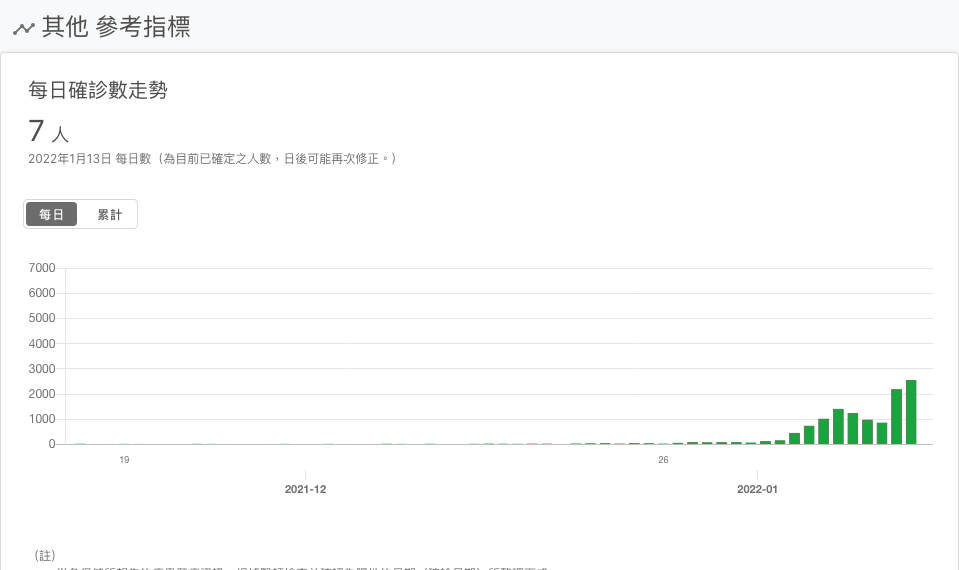 其他 參考指標
每日確診數走勢
7 人
2022年1月13日 每日數（為目前已確定之人數，日後可能再次修正。）
每日 累計
7000
6000
5000
4000
3000
2000
1000
0
19 26
2021-12 2022-01
（註）